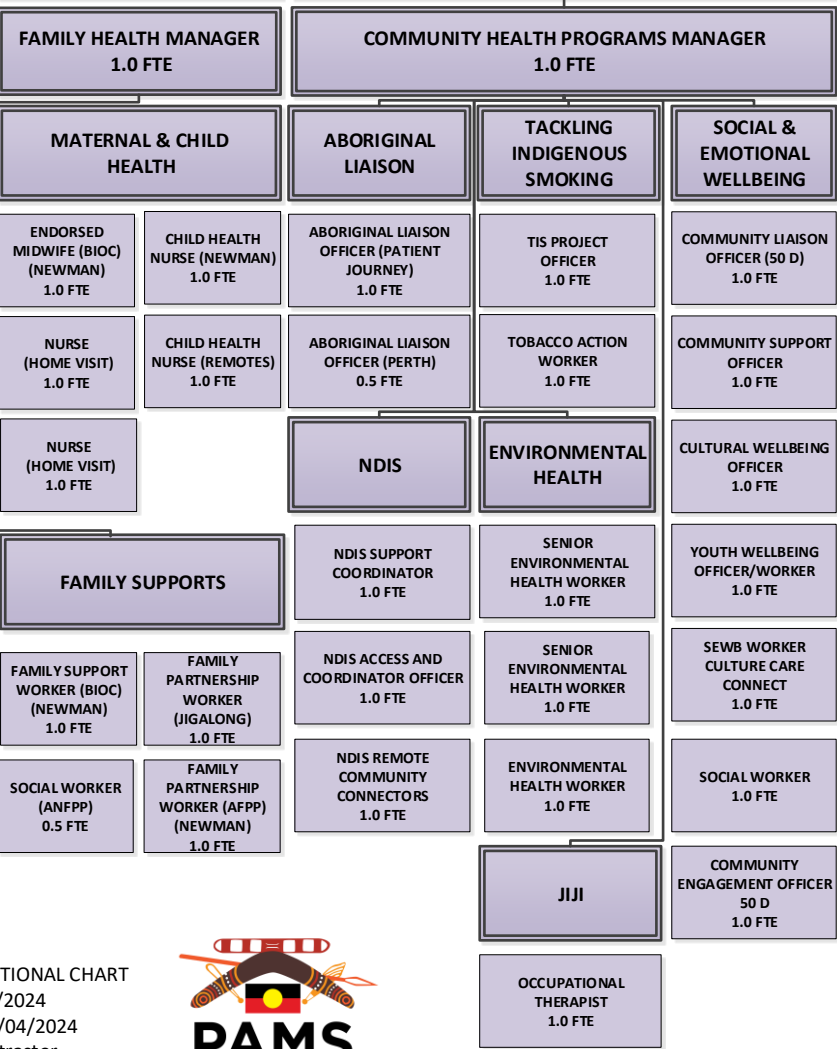 FAMILY HEALTH MANAGER
1.0 FTE
COMMUNITY HEALTH PROGRAMS MANAGER
1.0 FTE
MATERNAL & CHILD
HEALTH
ABORIGINAL
LIAISON
TACKLING
INDIGENOUS
SMOKING
SOCIAL &
EMOTIONAL
WELLBEING
ENDORSED
MIDWIFE (BIOC)
(NEWMAN)
1.0 FTE
CHILD HEALTH
NURSE (NEWMAN)
1.0 FTE
ABORIGINAL LIAISON
OFFICER (PATIENT
JOURNEY)
1.0 FTE
TIS PROJECT
OFFICER
1.0 FTE
COMMUNITY LIAISON
OFFICER (50 D)
1.0 FTE
NURSE
(HOME VISIT)
1.0 FTE
CHILD HEALTH
NURSE (REMOTES)
1.0 FTE
ABORIGINAL LIAISON
OFFICER (PERTH)
0.5 FTE
TOBACCO ACTION
WORKER
1.0 FTE
COMMUNITY SUPPORT
OFFICER
1.0 FTE
NURSE
(HOME VISIT)
1.0 FTE
NDIS
ENVIRONMENTAL
HEALTH
CULTURAL WELLBEING
OFFICER
1.0 FTE
FAMILY SUPPORTS
NDIS SUPPORT
COORDINATOR
1.0 FTE
SENIOR
ENVIRONMENTAL
HEALTH WORKER
1.0 FTE
YOUTH WELLBEING
OFFICER/WORKER
1.0 FTE
FAMILY SUPPORT
WORKER (BIOC)
(NEWMAN)
1.0 FTE
FAMILY
PARTNERSHIP
WORKER
(JIGALONG)
1.0 FTE
NDIS ACCESS AND
COORDINATOR OFFICER
1.0 FTE
SENIOR
ENVIRONMENTAL
HEALTH WORKER
1.0 FTE
SEWB WORKER
CULTURE CARE
CONNECT
1.0 FTE
SOCIAL WORKER
(ANFPP)
0.5 FTE
FAMILY
PARTNERSHIP
WORKER (AFPP)
(NEWMAN)
1.0 FTE
NDIS REMOTE
COMMUNITY
CONNECTORS
1.0 FTE
ENVIRONMENTAL
HEALTH WORKER
1.0 FTE
SOCIAL WORKER
1.0 FTE
JIJI
COMMUNITY
ENGAGEMENT OFFICER
50 D
1.0 FTE
OCCUPATIONAL
THERAPIST
1.0 FTE
TIONAL CHART
/2024
/04/2024
PAMS